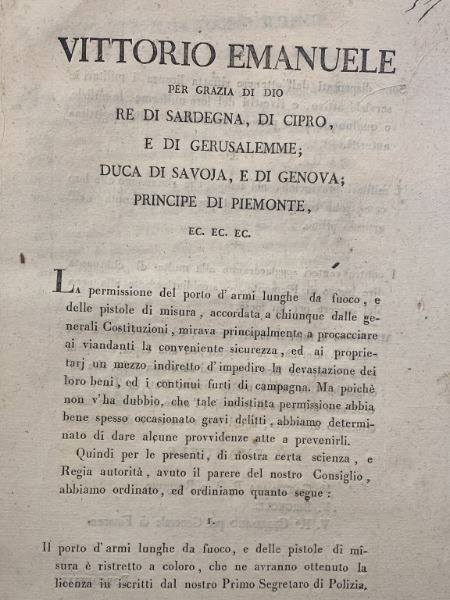 VITTORIO EMANUELE
PER GRAZIA DI DIO
RE DI SARDEGNA, DI CIPRO,
E DI GERUSALEMME;
DUCA DI SAVOJA, E DI GENOVA;
PRINCIPE DI PIEMONTE,
EC. EC. EC.
LA permissione del porto d'armi lunghe da fuoco, e
delle pistole di misura, accordata a chiunque dalle ge-
nerali Costituzioni, mirava principalmente a procacciare
ai viandanti la conveniente sicurezza, ed ai proprie-
tarj un mezzo indiretto d'impedire la devastazione dei
loro beni, ed i continui furti di campagna. Ma poichè
non v'ha dubbio, che tale indistinta permissione abbia
bene spesso occasionato gravi delitti, abbiamo determi-
nato di dare alcune provvidenze atte a prevenirli.
Quindi per le presenti, di nostra certa scienza, e
Regia autorità, avuto il parere del nostro Consiglio,
abbiamo ordinato, ed ordiniamo quanto segue:
1.
Il porto d'armi lunghe da fuoco, e delle pistole di mi-
sura è ristretto a coloro, che ne avranno ottenuto la
licenza in iscritti dal nostro Primo Segretaro di Polizia,